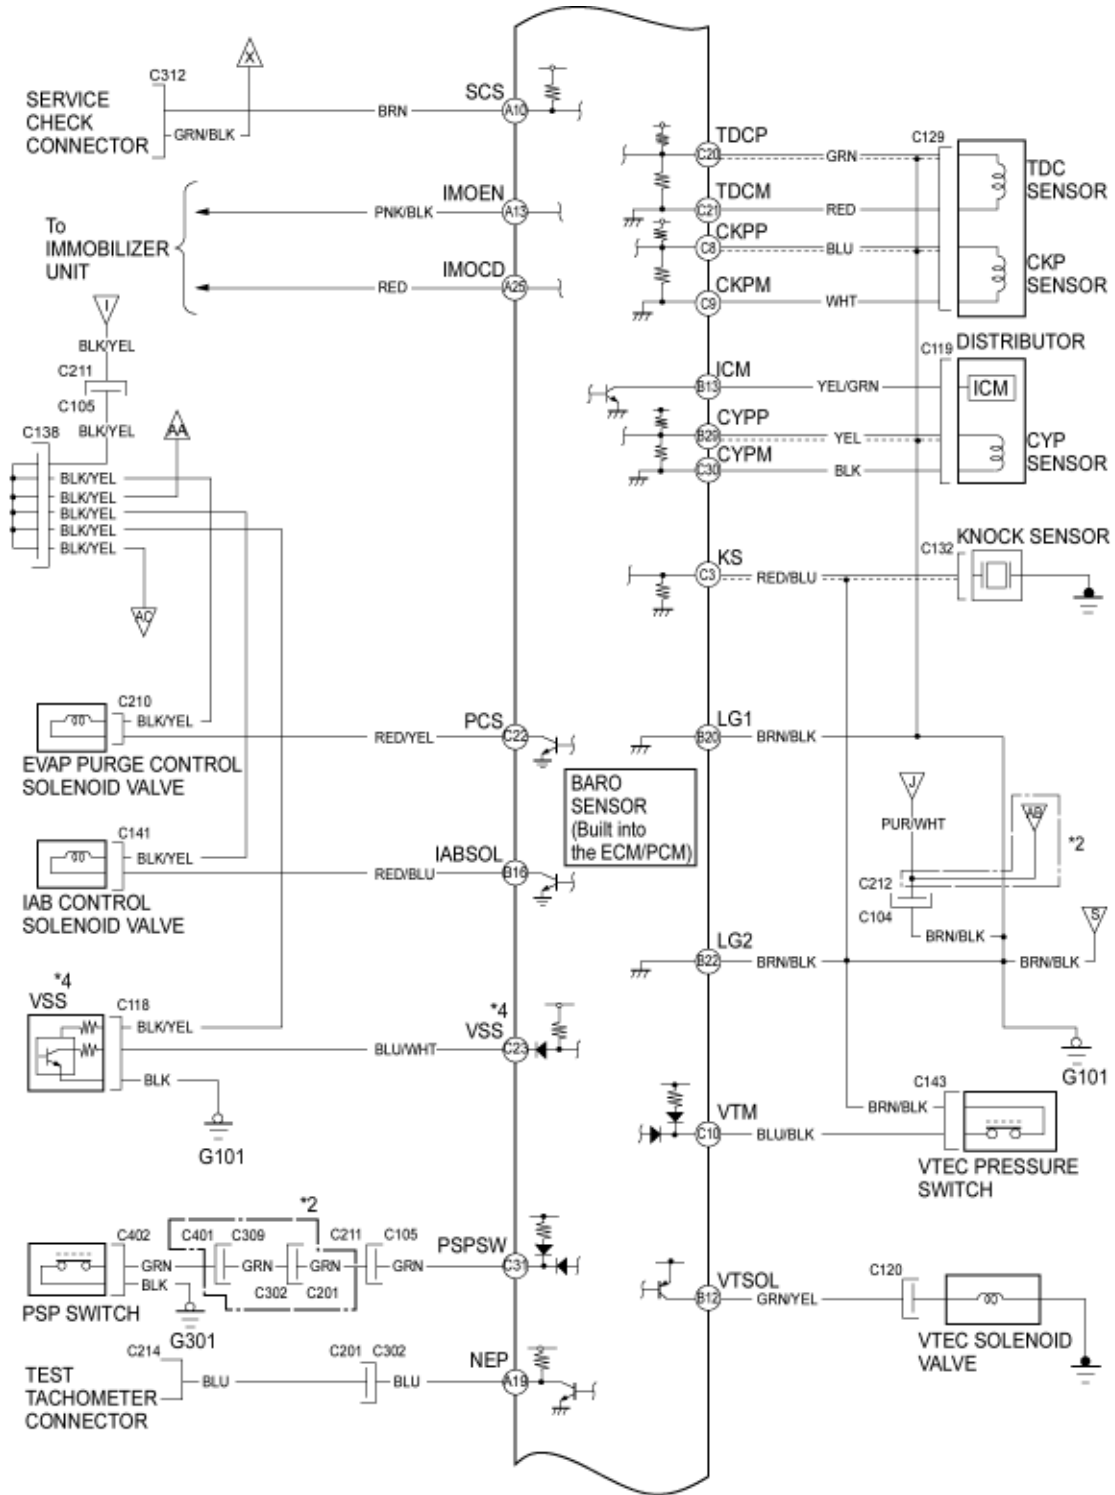 C312
X
SERVICE
CHECK
CONNECTOR
BRN
GRN/BLK
SCS
A10
To
IMMOBILIZER
UNIT
PNK/BLK
IMOEN
A13
RED
IMOCD
A25
I
BLK/YEL
C211
C105
BLK/YEL
C138
AA
BLK/YEL
BLK/YEL
BLK/YEL
BLK/YEL
BLK/YEL
AC
C210
BLK/YEL
RED/YEL
PCS
C22
EVAP PURGE CONTROL
SOLENOID VALVE
C141
BLK/YEL
RED/BLU
IABSOL
B16
IAB CONTROL
SOLENOID VALVE
*4
VSS
C118
BLK/YEL
BLU/WHT
BLK
G101
*4
VSS
C23
*2
C402
C401
C309
C211
C105
PSPSW
C31
GRN
GRN
GRN
GRN
BLK
C302
C201
PSP SWITCH
G301
C214
C201
C302
NEP
A19
TEST
TACHOMETER
CONNECTOR
BLU
BLU
BARO
SENSOR
(Built into
the ECM/PCM)
TDCP
C20
GRN
C129
TDC
SENSOR
TDCM
C21
RED
CKPP
C8
BLU
CKP
SENSOR
CKPM
C9
WHT
DISTRIBUTOR
C119
ICM
B13
YEL/GRN
ICM
CYPP
B29
YEL
CYP
SENSOR
CYPM
C30
BLK
KNOCK SENSOR
C132
KS
C3
RED/BLU
LG1
B20
BRN/BLK
J
PUR/WHT
AB
*2
C212
C104
BRN/BLK
S
LG2
B22
BRN/BLK
BRN/BLK
G101
C143
BRN/BLK
VTM
C10
BLU/BLK
VTEC PRESSURE
SWITCH
C120
VTSOL
B12
GRN/YEL
VTEC SOLENOID
VALVE